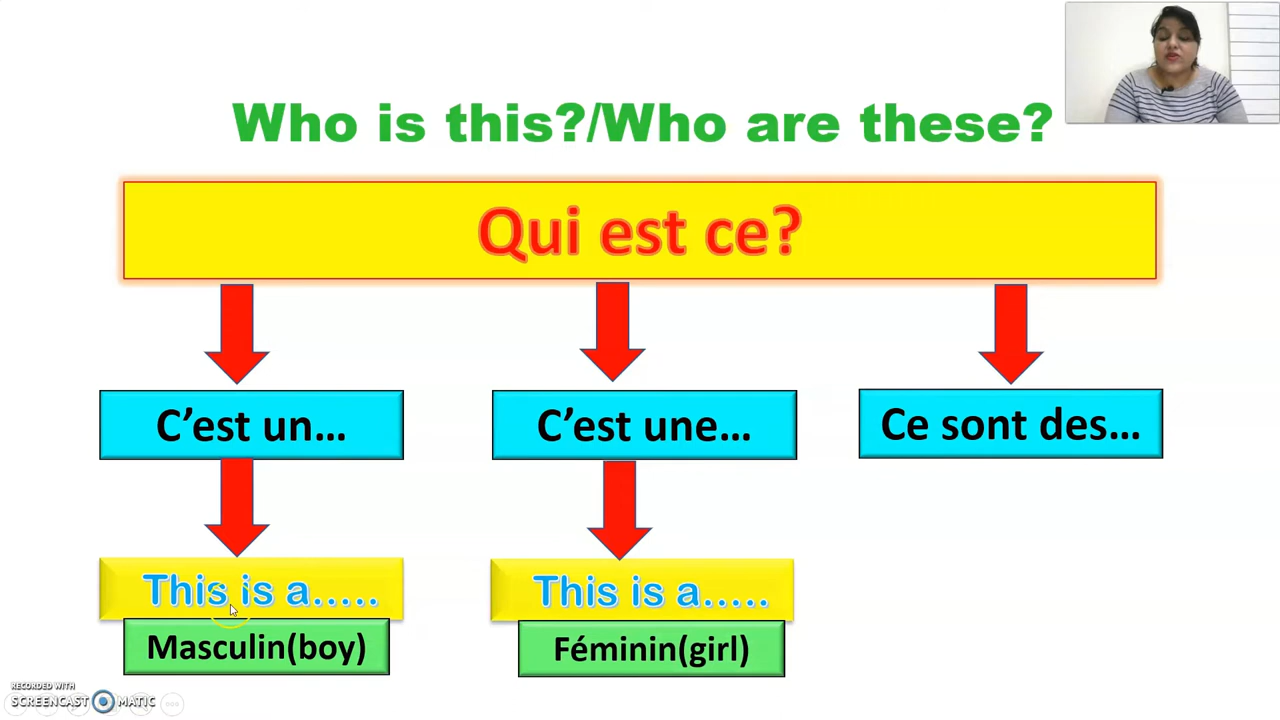 Who is this?/Who are these?
Qui est ce?
C’est un...
C’est une...
Ce sont des...
This is a.....
This is a.....
Masculin(boy)
Féminin(girl)
RECORDED WITH
SCREENCAST MATIC